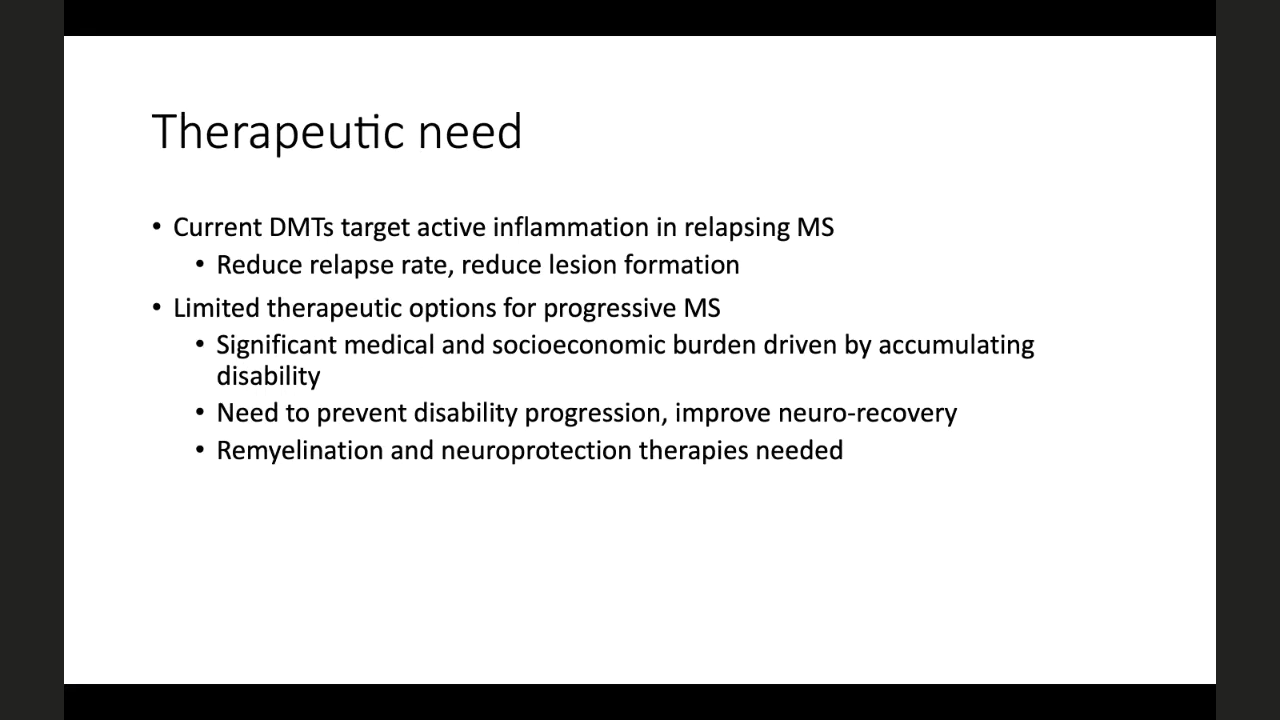 Therapeutic need
• Current DMTs target active inflammation in relapsing MS
• Reduce relapse rate, reduce lesion formation
• Limited therapeutic options for progressive MS
• Significant medical and socioeconomic burden driven by accumulating
disability
• Need to prevent disability progression, improve neuro-recovery
• Remyelination and neuroprotection therapies needed